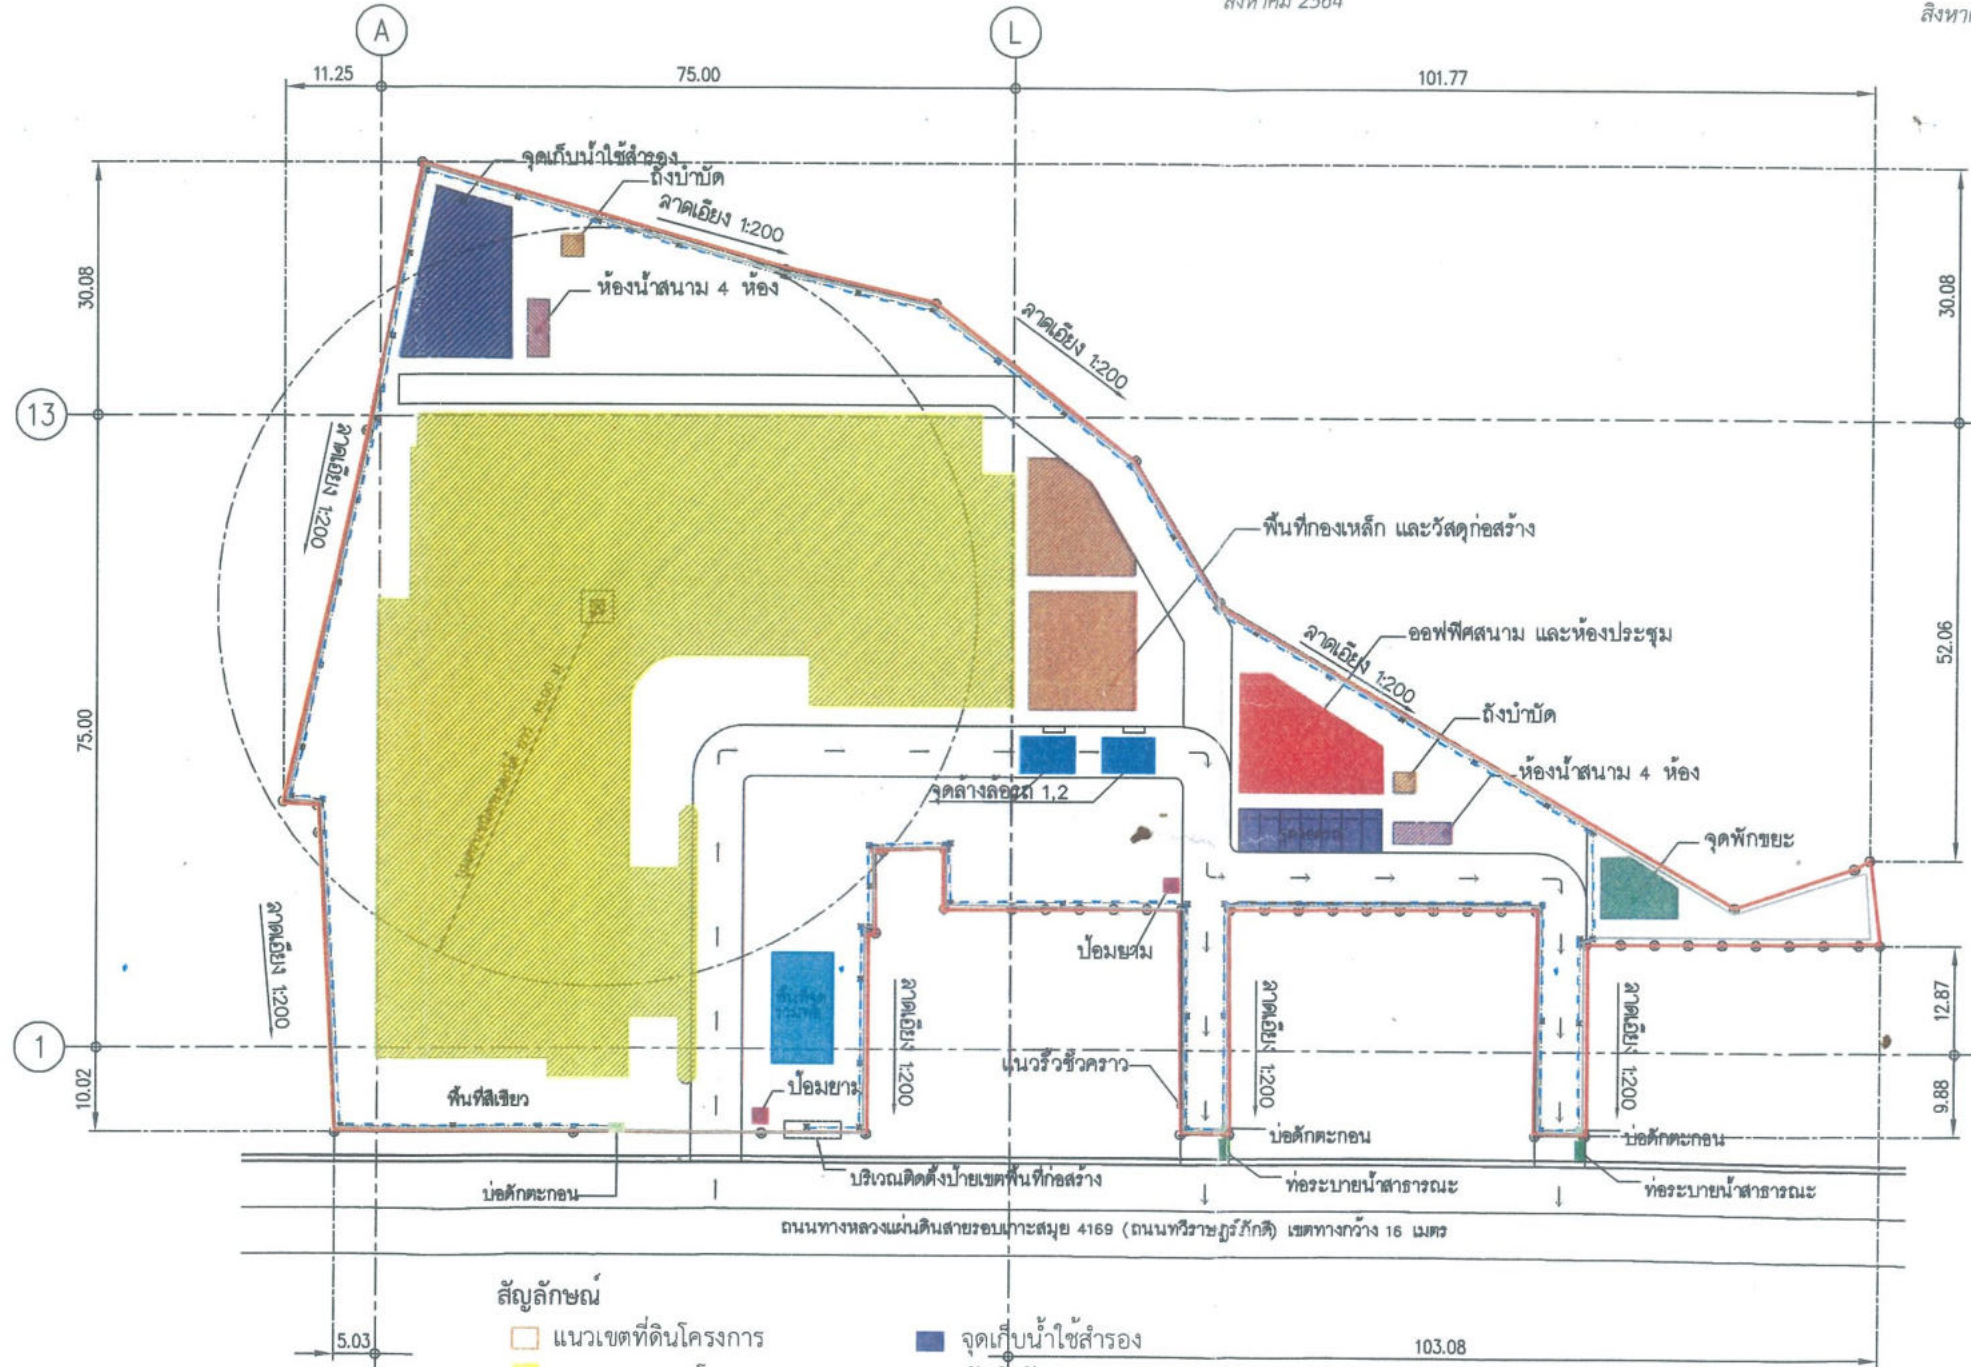 สิงหาคม 2564
A
L
11.25
75.00
101.77
จุดเก็บน้ำใช้สำรอง
ถังบำบัด
ลาดเอียง 1:200
ห้องน้ำสนาม 4 ห้อง
30.08
30.08
ลาดเอียง 1:200
13
ลาดเอียง 1:200
พื้นที่กองเหล็ก และวัสดุก่อสร้าง
ออฟฟิศสนาม และห้องประชุม
ลาดเอียง 1:200
52.06
ถังบำบัด
75.00
ห้องน้ำสนาม 4 ห้อง
จุดล้างล้อรถ 1,2
จุดพักขยะ
ป้อมยาม
ลาดเอียง 1:200
ลาดเอียง 1:200
ลาดเอียง 1:200
ลาดเอียง 1:200
12.87
1
แนวรั้วชั่วคราว
10.02
พื้นที่สีเขียว
ป้อมยาม
9.88
บ่อดักตะกอน
บ่อดักตะกอน
บ่อดักตะกอน
บริเวณติดตั้งป้ายเขตพื้นที่ก่อสร้าง
ท่อระบายน้ำสาธารณะ
ท่อระบายน้ำสาธารณะ
ถนนทางหลวงแผ่นดินสายรอบเกาะสมุย 4169 (ถนนทวีราษฎร์ภักดี) เขตทางกว้าง 16 เมตร
สัญลักษณ์
แนวเขตที่ดินโครงการ
จุดเก็บน้ำใช้สำรอง
5.03
103.08